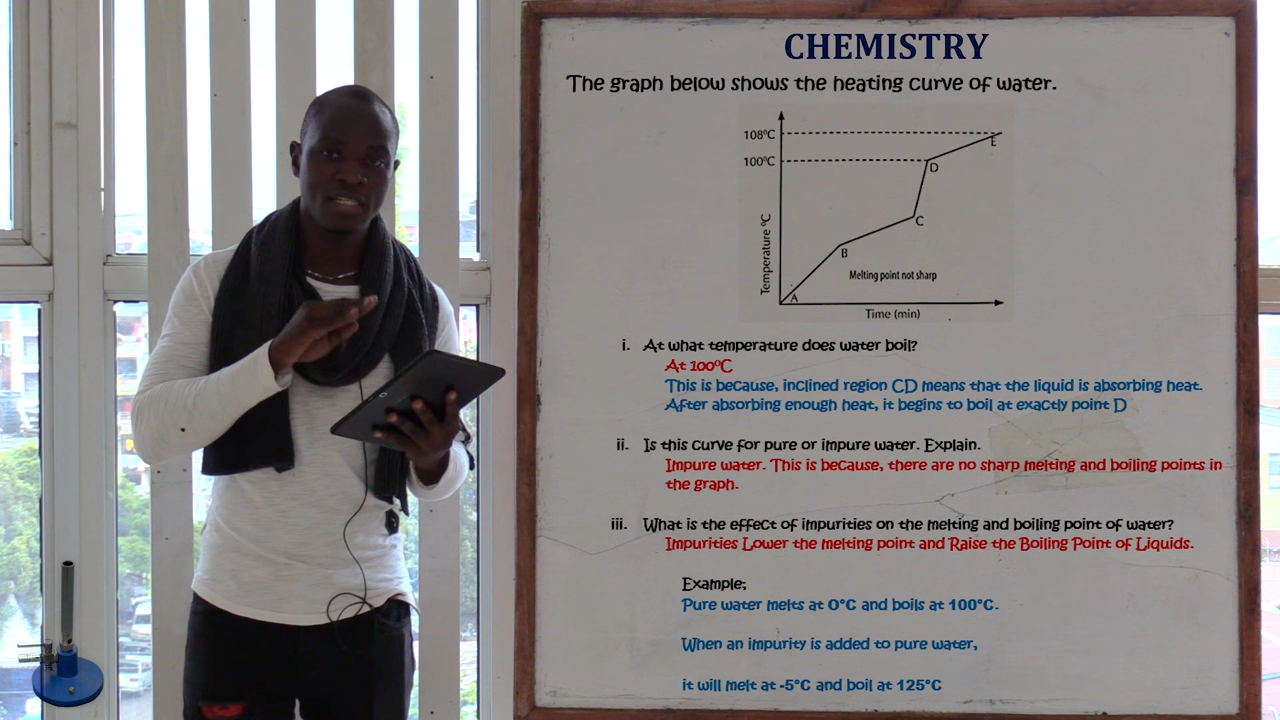 CHEMISTRY
The graph below shows the heating curve of water.
108°C
100°C
E
D
C
B
A
Melting point not sharp
Temperature °C
Time (min)
i. At what temperature does water boil?
At 100°C
This is because, inclined region CD means that the liquid is absorbing heat.
After absorbing enough heat, it begins to boil at exactly point D
ii. Is this curve for pure or impure water. Explain.
Impure water. This is because, there are no sharp melting and boiling points in
the graph.
iii. What is the effect of impurities on the melting and boiling point of water?
Impurities Lower the melting point and Raise the Boiling Point of Liquids.
Example;
Pure water melts at 0°C and boils at 100°C.
When an impurity is added to pure water,
it will melt at -5°C and boil at 125°C